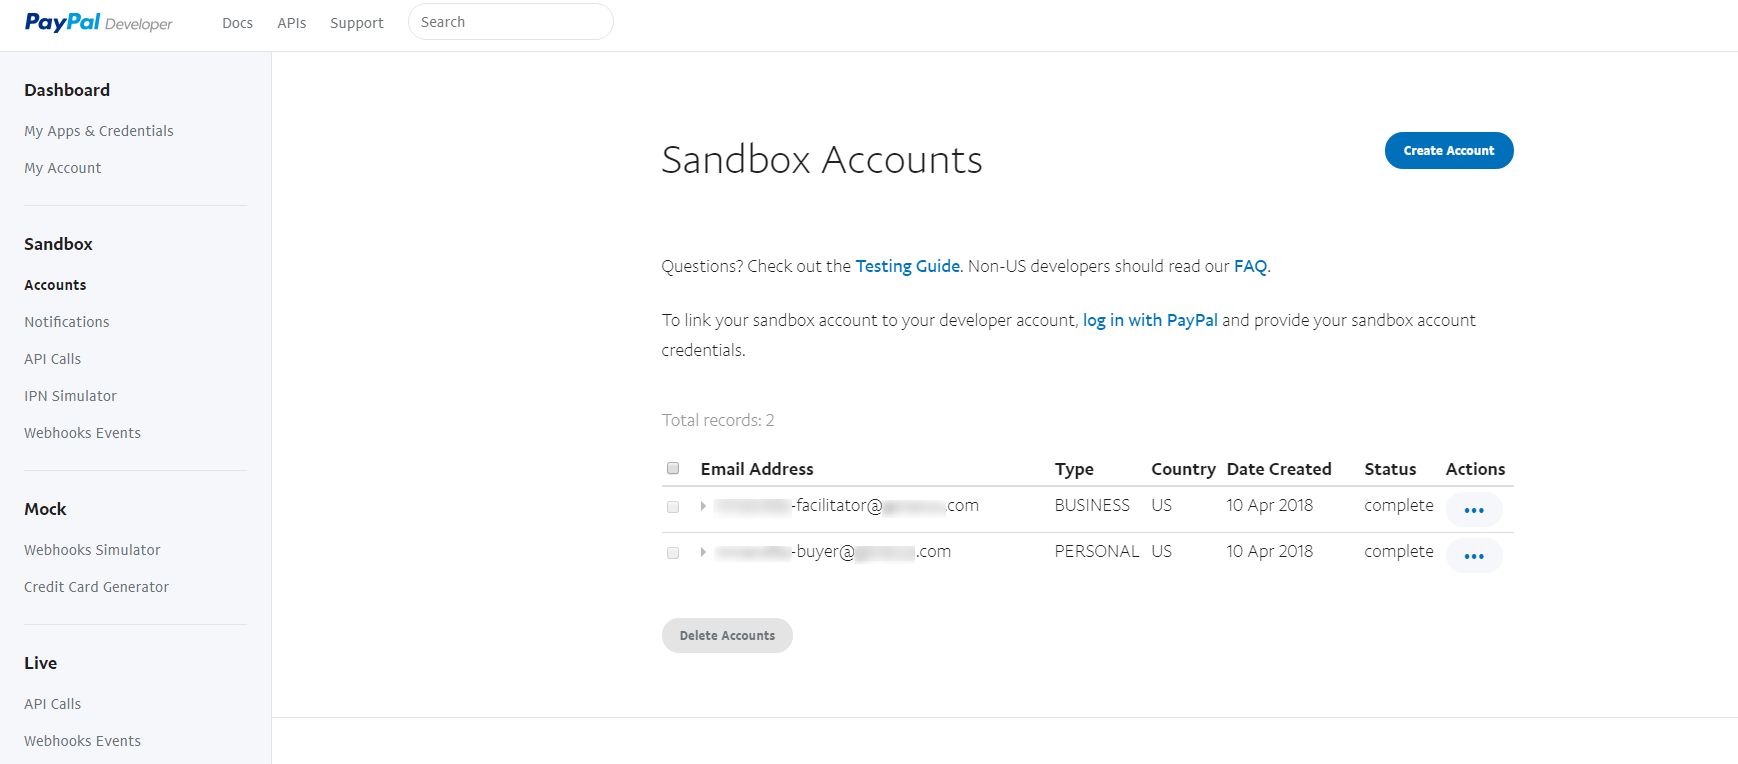 PayPal Developer Docs APIs Support Search
Dashboard
My Apps & Credentials
My Account
Sandbox
Accounts
Notifications
API Calls
IPN Simulator
Webhooks Events
Mock
Webhooks Simulator
Credit Card Generator
Live
API Calls
Webhooks Events
Sandbox Accounts
Create Account
Questions? Check out the Testing Guide. Non-US developers should read our FAQ.
To link your sandbox account to your developer account, log in with PayPal and provide your sandbox account
credentials.
Total records: 2
Email Address Type Country Date Created Status Actions
-facilitator@ .com BUSINESS US 10 Apr 2018 complete
-buyer@ .com PERSONAL US 10 Apr 2018 complete
Delete Accounts